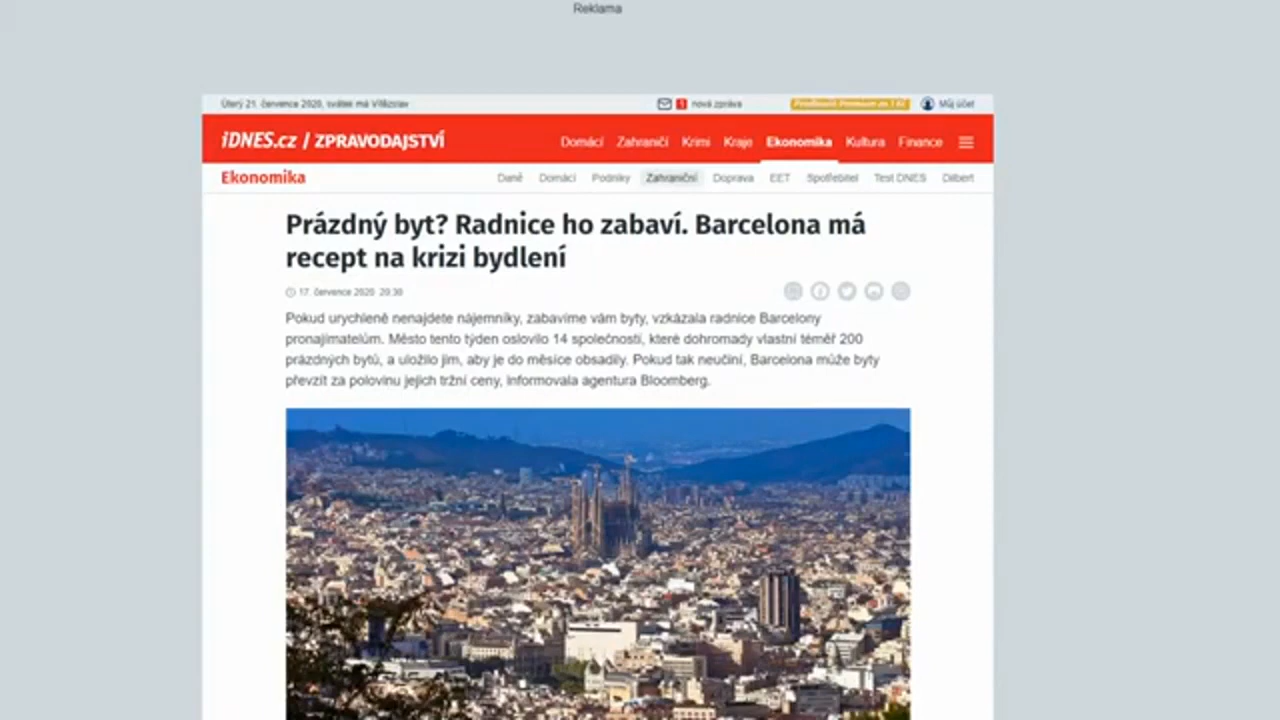 Reklama
Úterý 21. července 2020, svátek má Vítězslav
1 nová zpráva
Můj účet
iDNES.cz / ZPRAVODAJSTVÍ
Domácí Zahraničí Krimi Kraje Ekonomika Kultura Finance
Ekonomika
Daně Domácí Podniky Zahraniční Doprava EET Spotřebitel Test DNES Dilbert
Prázdný byt? Radnice ho zabaví. Barcelona má
recept na krizi bydlení
17. července 2020 20:30
Pokud urychleně nenajdete nájemníky, zabavíme vám byty, vzkázala radnice Barcelony
pronajímatelům. Město tento týden oslovilo 14 společností, které dohromady vlastní téměř 200
prázdných bytů, a uložilo jim, aby je do měsíce obsadily. Pokud tak neučiní, Barcelona může byty
převzít za polovinu jejich tržní ceny, informovala agentura Bloomberg.